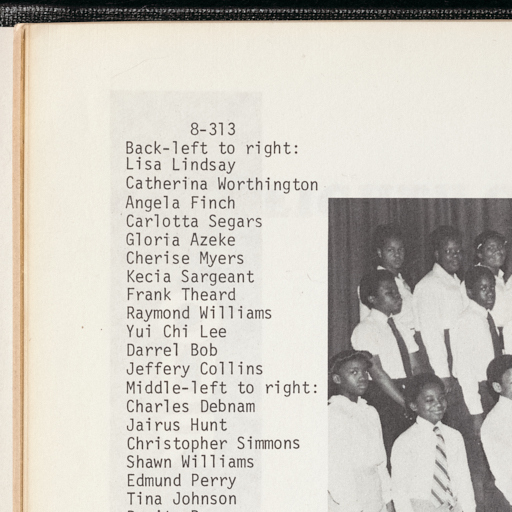 8-313
Back-left to right:
Lisa Lindsay
Catherina Worthington
Angela Finch
Carlotta Segars
Gloria Azeke
Cherise Myers
Kecia Sargeant
Frank Theard
Raymond Williams
Yui Chi Lee
Darrel Bob
Jeffery Collins
Middle-left to right:
Charles Debnam
Jairus Hunt
Christopher Simmons
Shawn Williams
Edmund Perry
Tina Johnson